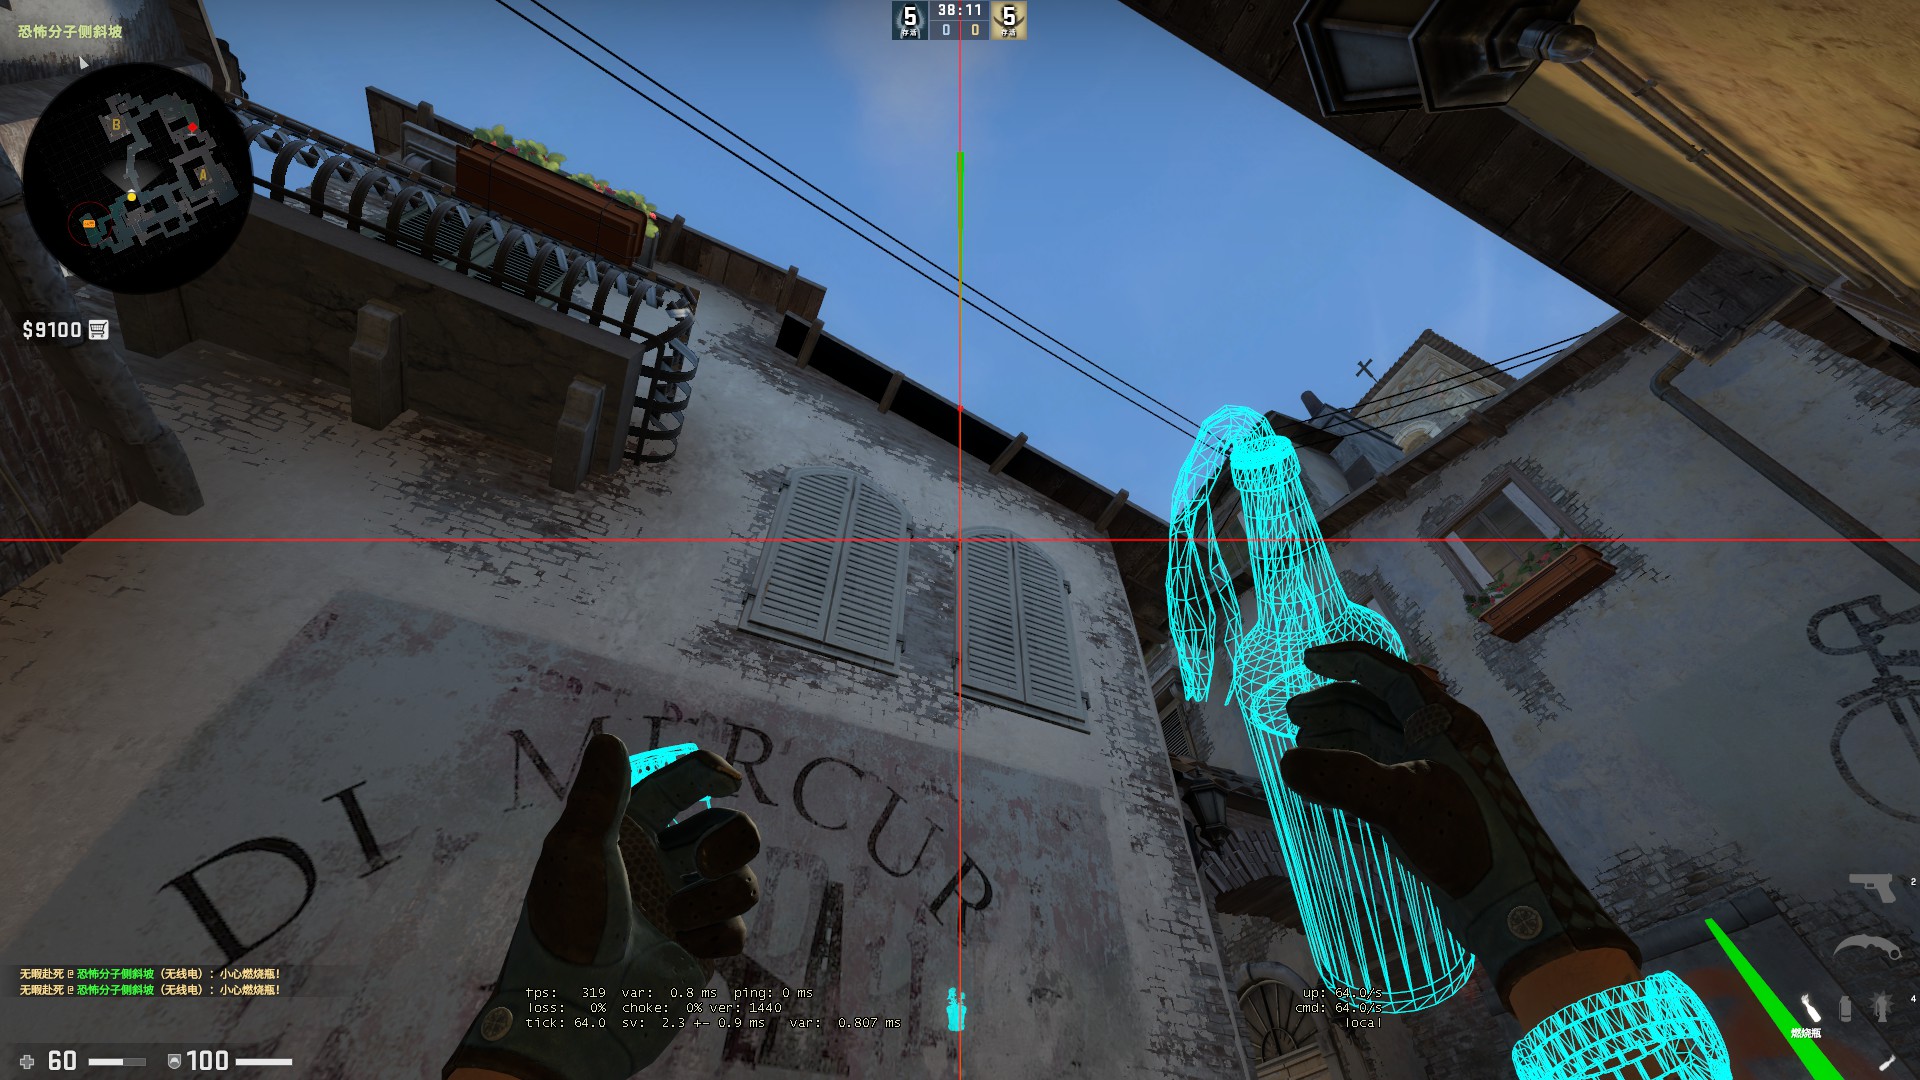 恐怖分子侧斜坡
5 38:11 5
存活 0 0 存活
B
A
$9100
DI MERCUR
无暇赴死 @ 恐怖分子侧斜坡 (无线电): 小心燃烧瓶!
无暇赴死 @ 恐怖分子侧斜坡 (无线电): 小心燃烧瓶!
fps: 319 var: 0.8 ms ping: 0 ms
loss: 0% choke: 0% ver: 1440
tick: 64.0 sv: 2.3 +- 0.9 ms var: 0.807 ms
up: 64.0/s
cmd: 64.0/s
local
2
4
燃烧瓶
60 100